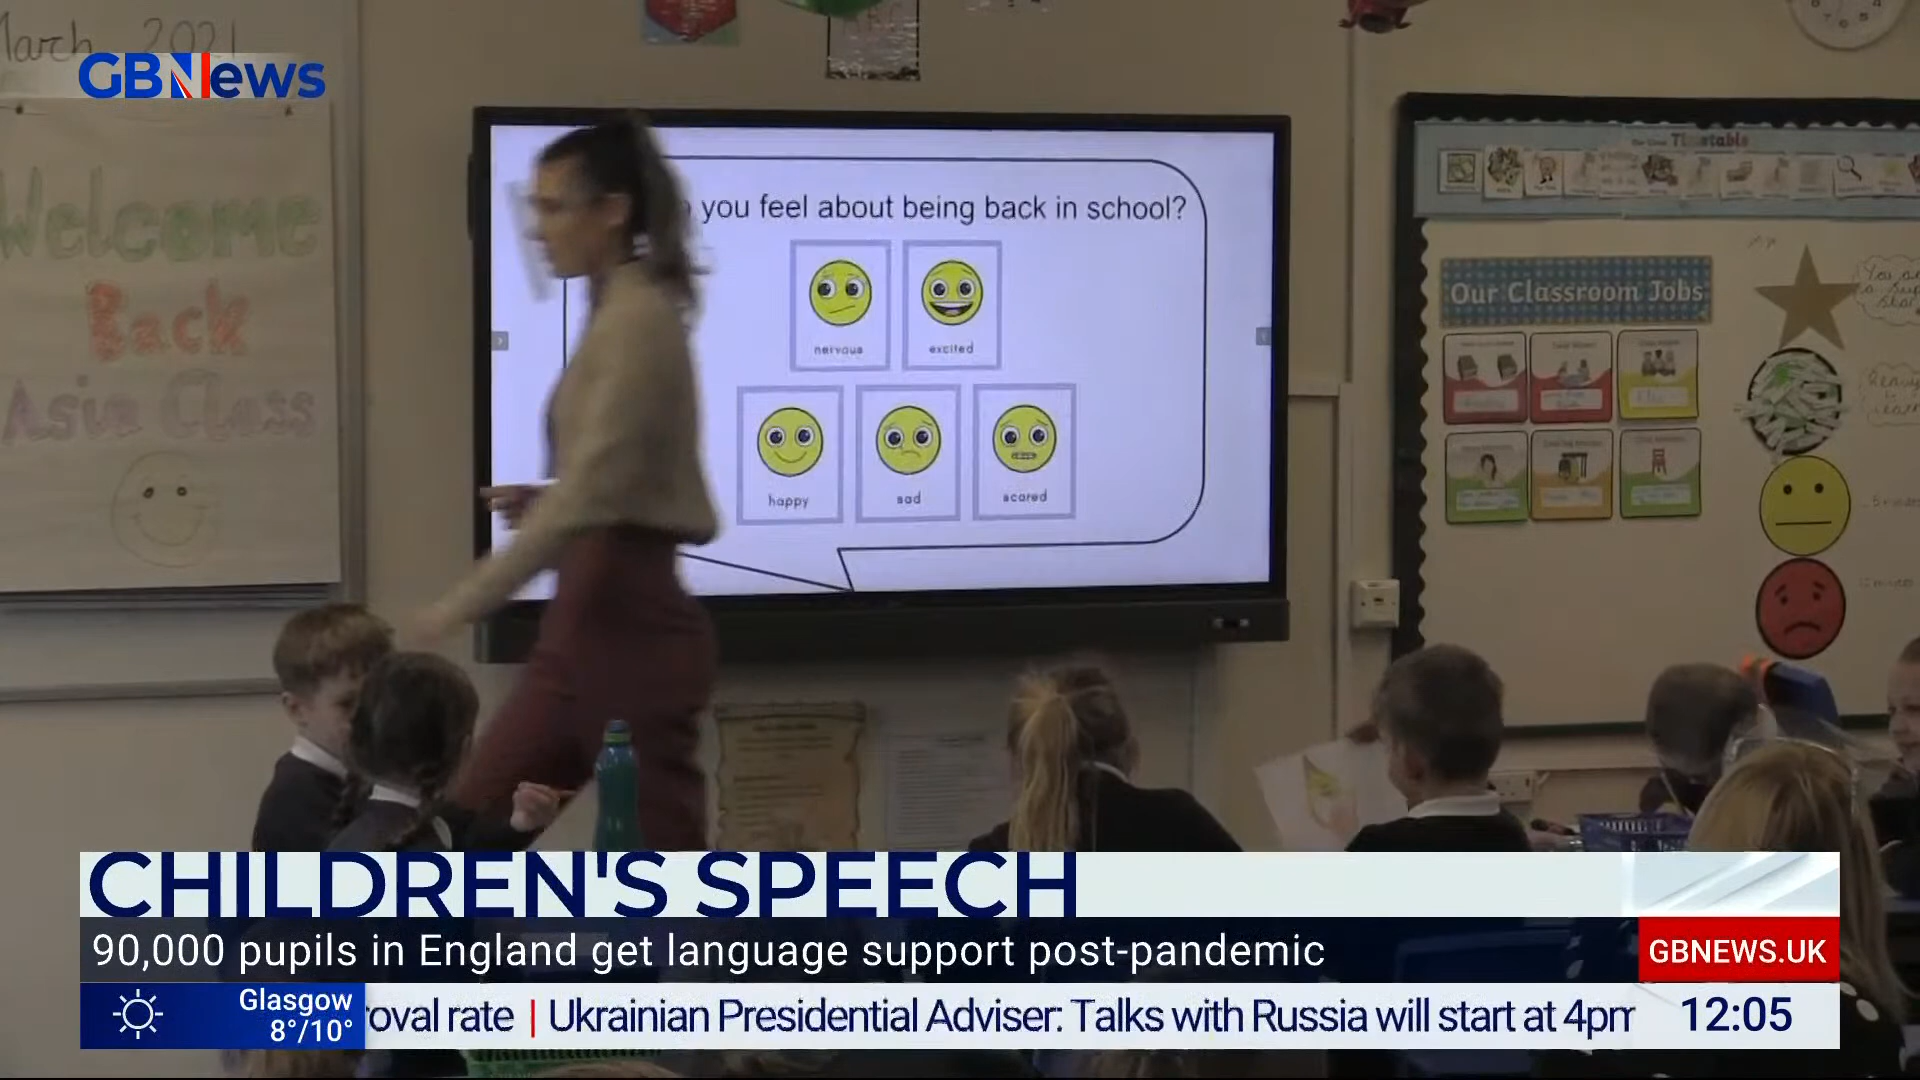 March 2021
GBNews
Welcome
Back
Asia Class
you feel about being back in school?
nervous
excited
happy
sad
scared
Timetable
Our Classroom Jobs
CHILDREN'S SPEECH
90,000 pupils in England get language support post-pandemic
GBNEWS.UK
Glasgow
8°/10°
oval rate | Ukrainian Presidential Adviser: Talks with Russia will start at 4pm
12:05